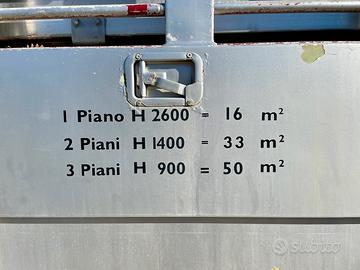 1 Piano H 2600 = 16 m²
2 Piani H 1400 = 33 m²
3 Piani H 900 = 50 m²
subito